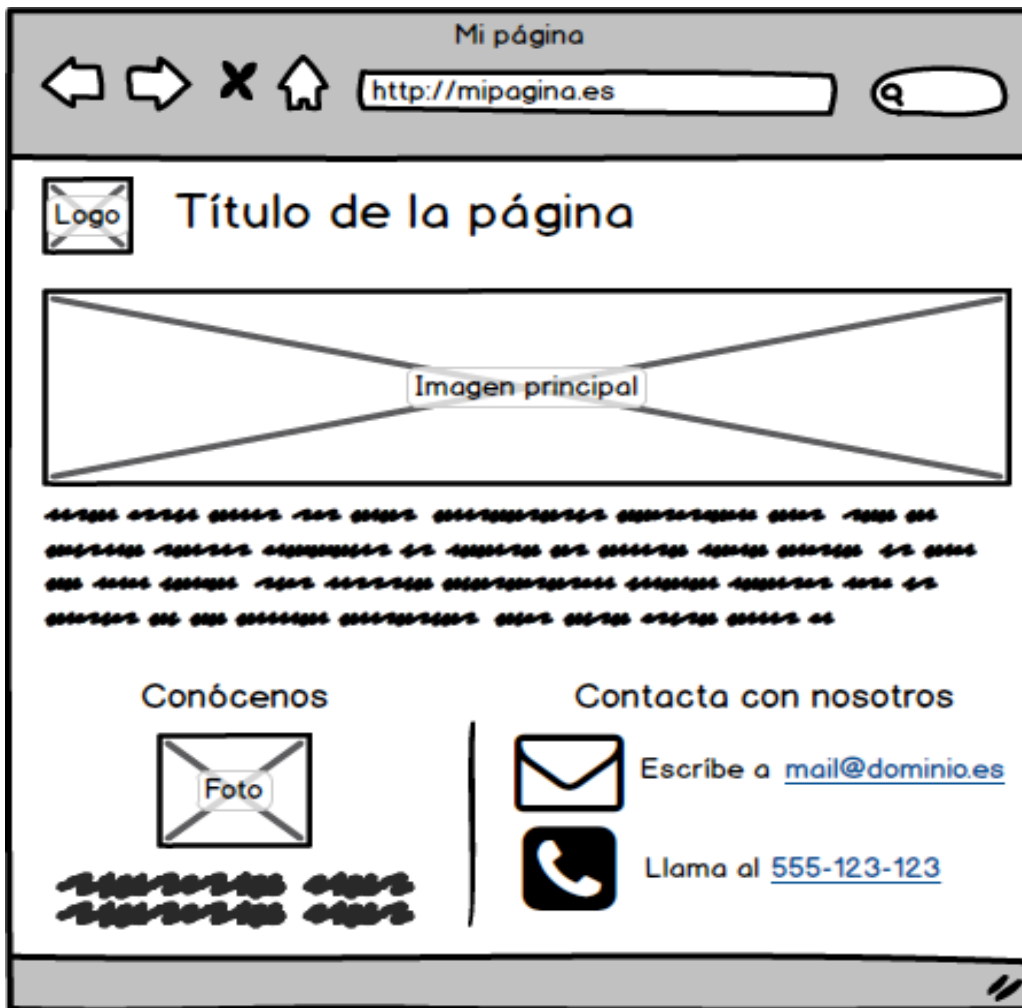 Mi página
http://mipagina.es
Logo
Título de la página
Imagen principal
Conócenos
Foto
Contacta con nosotros
Escríbe a mail@dominio.es
Llama al 555-123-123